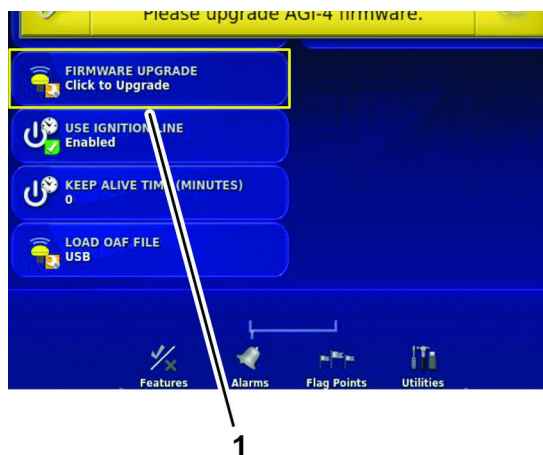 Please upgrade AGI-4 firmware.
FIRMWARE UPGRADE
Click to Upgrade
USE IGNITION LINE
Enabled
KEEP ALIVE TIME (MINUTES)
0
LOAD OAF FILE
USB
Features
Alarms
Flag Points
Utilities
1